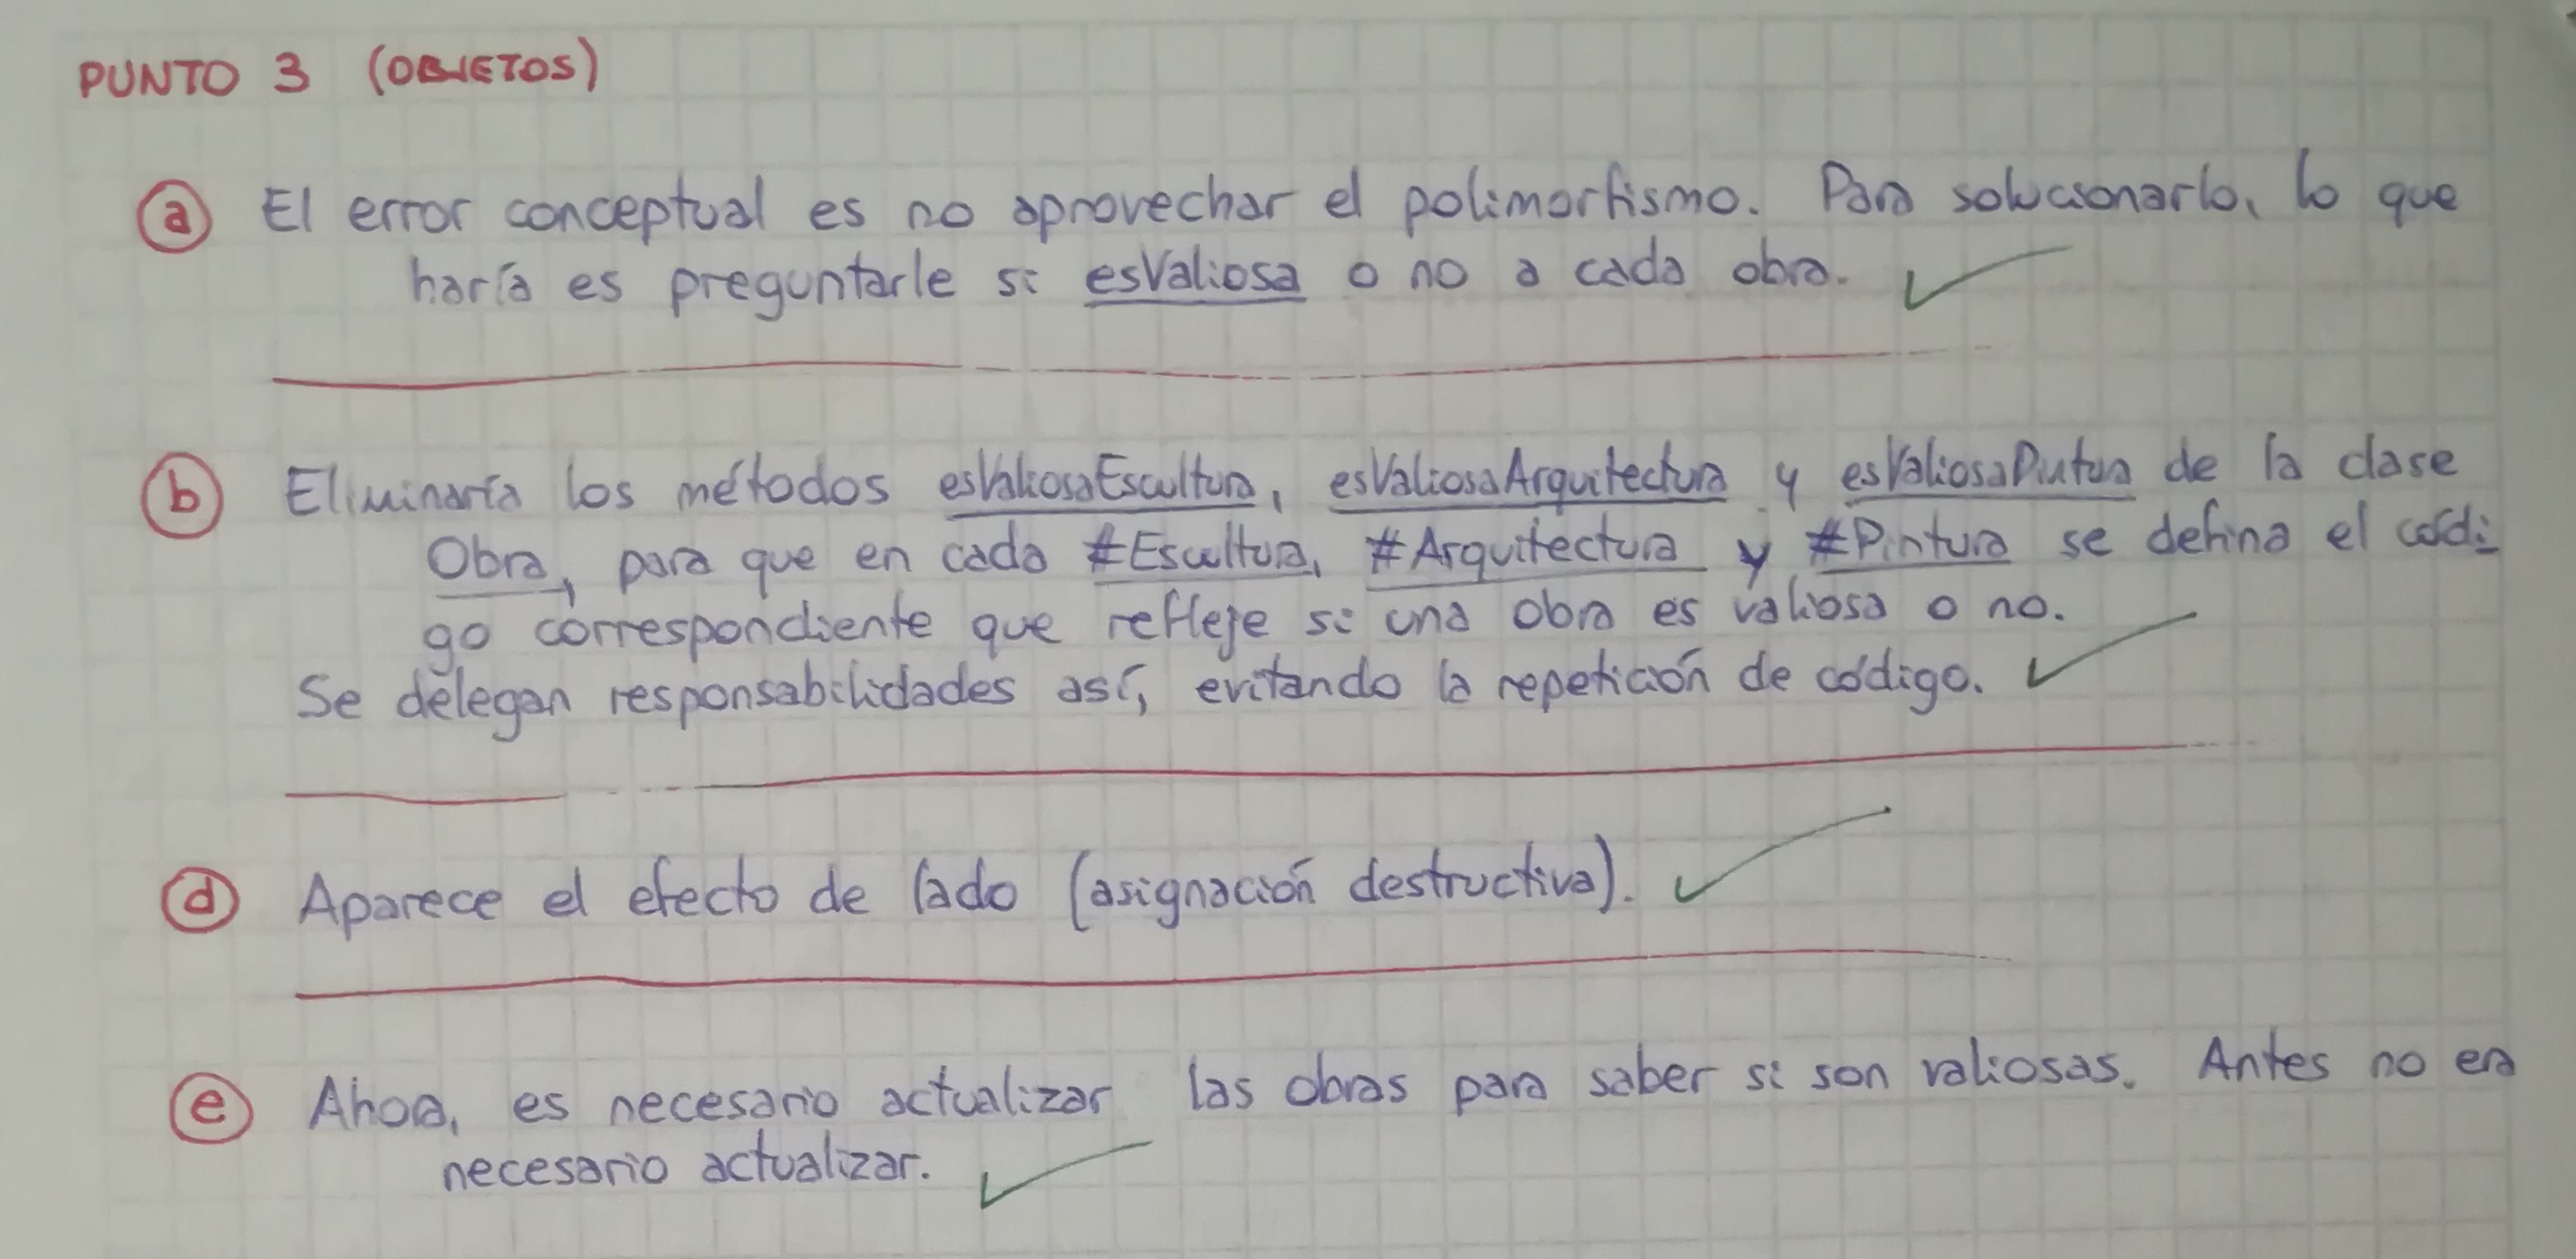 PUNTO 3 (OBJETOS)
a El error conceptual es no aprovechar el polimorfismo. Para solucionarlo, lo que
haría es preguntarle si esValiosa o no a cada obra.
b Eliminaría los métodos esValiosaEscultura, esValiosaArquitectura y esValiosaPintura de la clase
Obra, para que en cada #Escultura, #Arquitectura y #Pintura se defina el códi-
go correspondiente que refleje si una obra es valiosa o no.
Se delegan responsabilidades así, evitando la repetición de código.
d Aparece el efecto de lado (asignación destructiva).
e Ahora, es necesario actualizar las obras para saber si son valiosas. Antes no era
necesario actualizar.